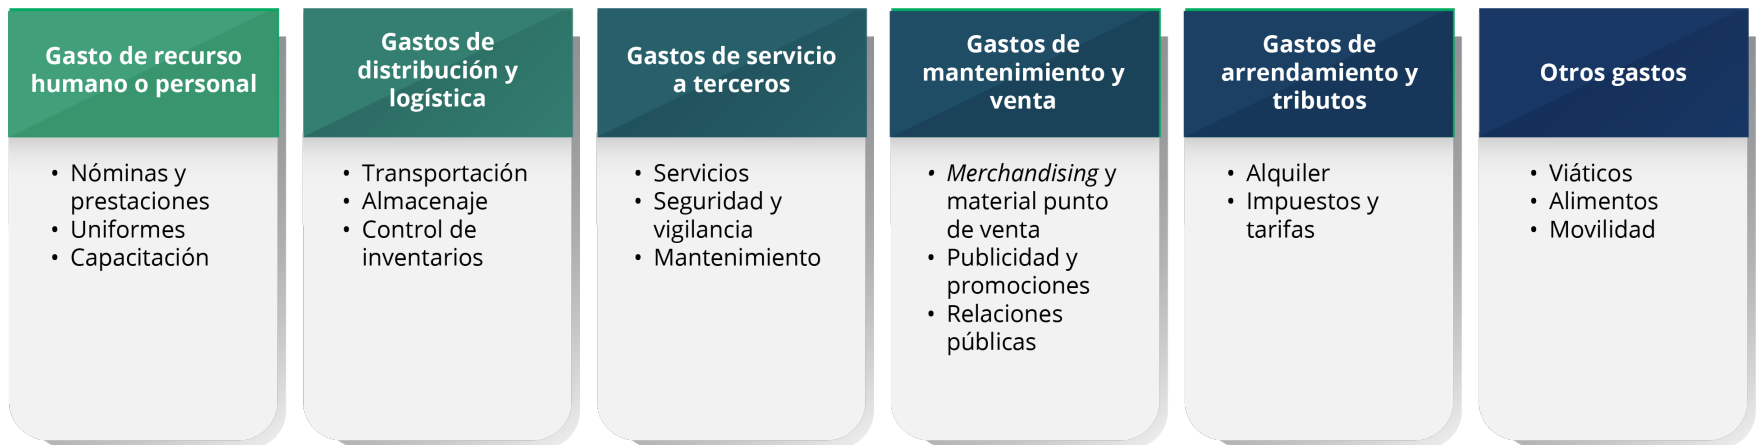 Gasto de recurso
humano o personal
• Nóminas y
prestaciones
• Uniformes
• Capacitación
Gastos de
distribución y
logística
• Transportación
• Almacenaje
• Control de
inventarios
Gastos de servicio
a terceros
• Servicios
• Seguridad y
vigilancia
• Mantenimiento
Gastos de
mantenimiento y
venta
• Merchandising y
material punto
de venta
• Publicidad y
promociones
• Relaciones
públicas
Gastos de
arrendamiento y
tributos
• Alquiler
• Impuestos y
tarifas
Otros gastos
• Viáticos
• Alimentos
• Movilidad